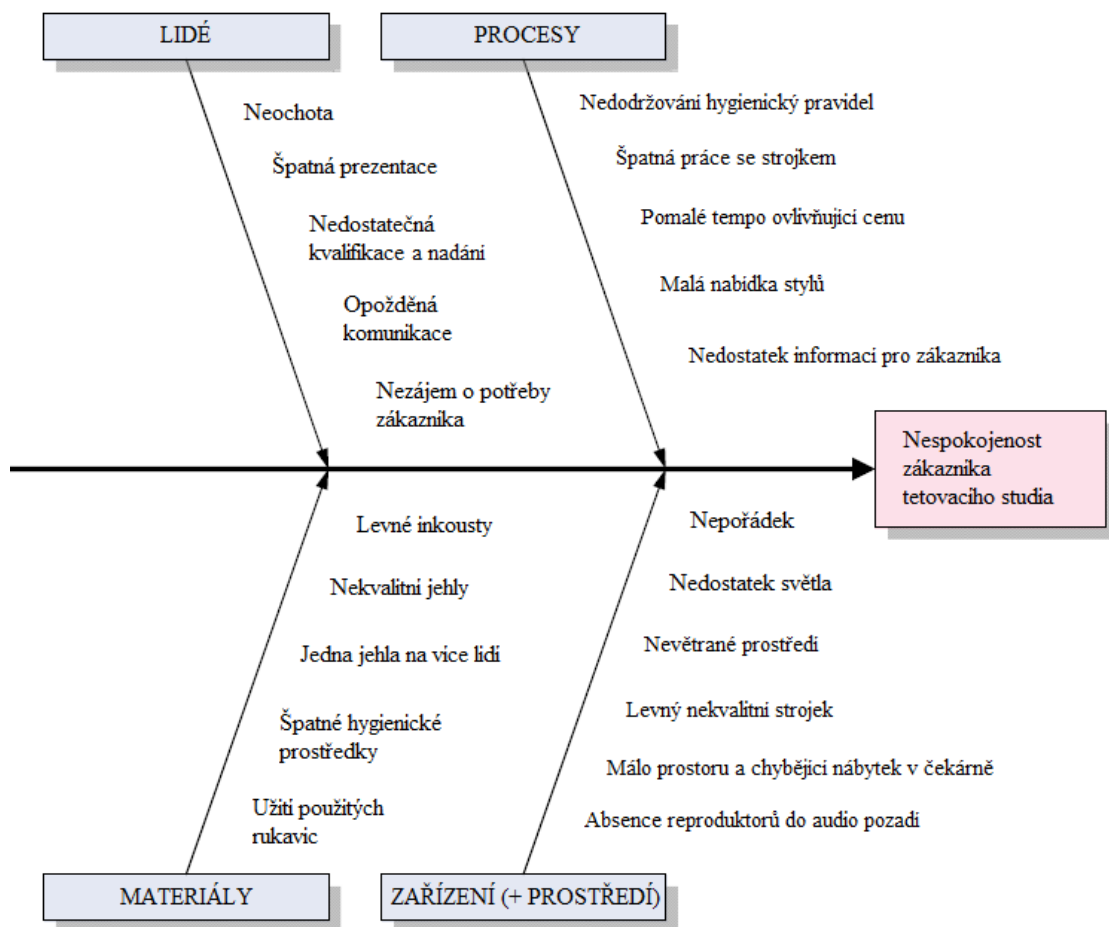 LIDÉ
Neochota
Špatná prezentace
Nedostatečná
kvalifikace a nadání
Opožděná
komunikace
Nezájem o potřeby
zákazníka
PROCESY
Nedodržování hygienický pravidel
Špatná práce se strojkem
Pomalé tempo ovlivňující cenu
Malá nabídka stylů
Nedostatek informací pro zákazníka
Nespokojenost
zákazníka
tetovacího studia
Levné inkousty
Nekvalitní jehly
Jedna jehla na více lidí
Špatné hygienické
prostředky
Užití použitých
rukavic
MATERIÁLY
Nepořádek
Nedostatek světla
Nevětrané prostředí
Levný nekvalitní strojek
Málo prostoru a chybějící nábytek v čekárně
Absence reproduktorů do audio pozadí
ZAŘÍZENÍ (+ PROSTŘEDÍ)